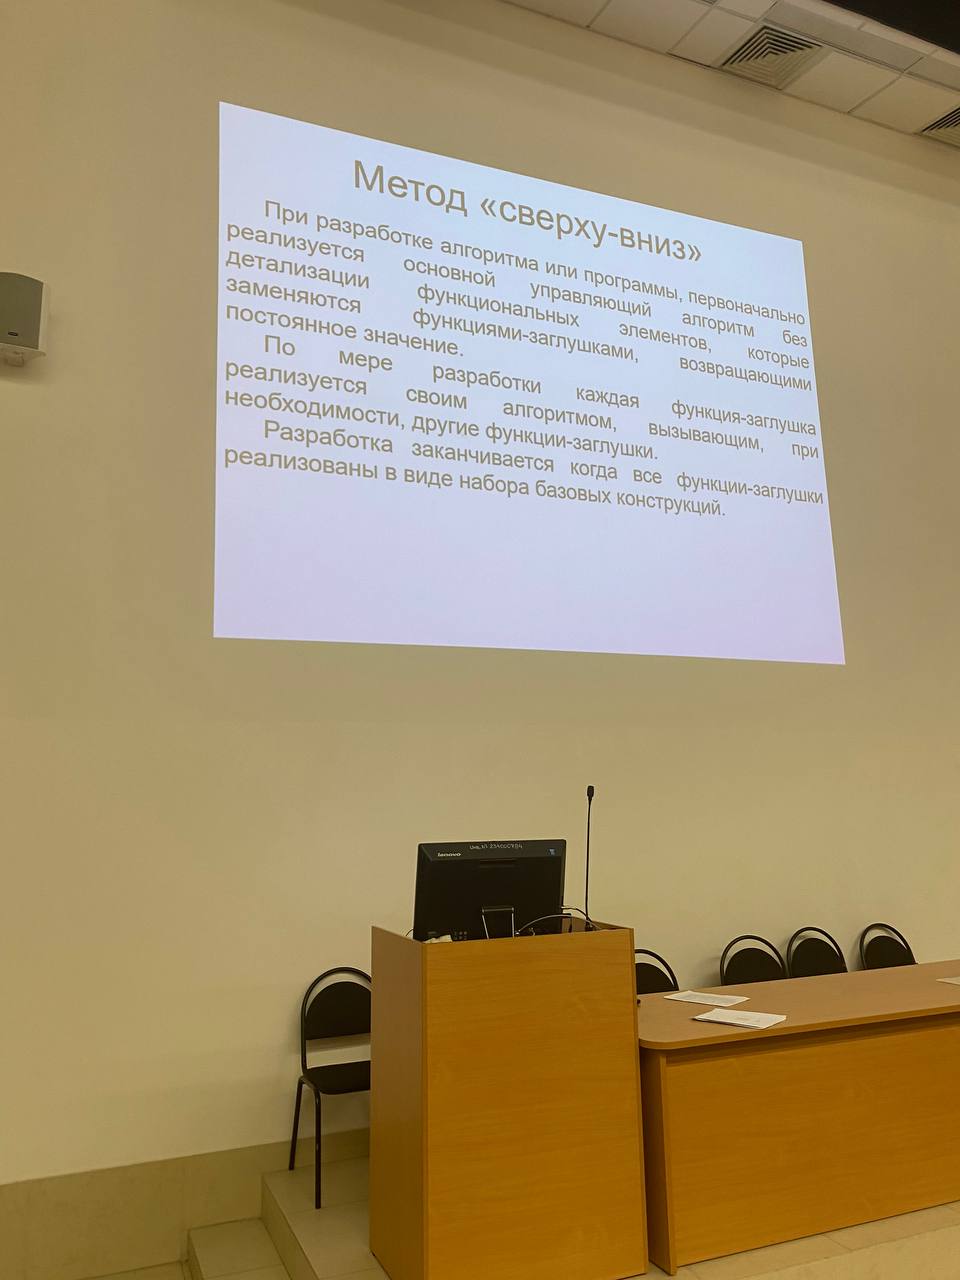 Метод «сверху-вниз»
При разработке алгоритма или программы, первоначально
реализуется основной управляющий алгоритм без
детализации функциональных элементов, которые
заменяются функциями-заглушками, возвращающими
постоянное значение.
По мере разработки каждая функция-заглушка
реализуется своим алгоритмом, вызывающим, при
необходимости, другие функции-заглушки.
Разработка заканчивается когда все функции-заглушки
реализованы в виде набора базовых конструкций.
lenovo